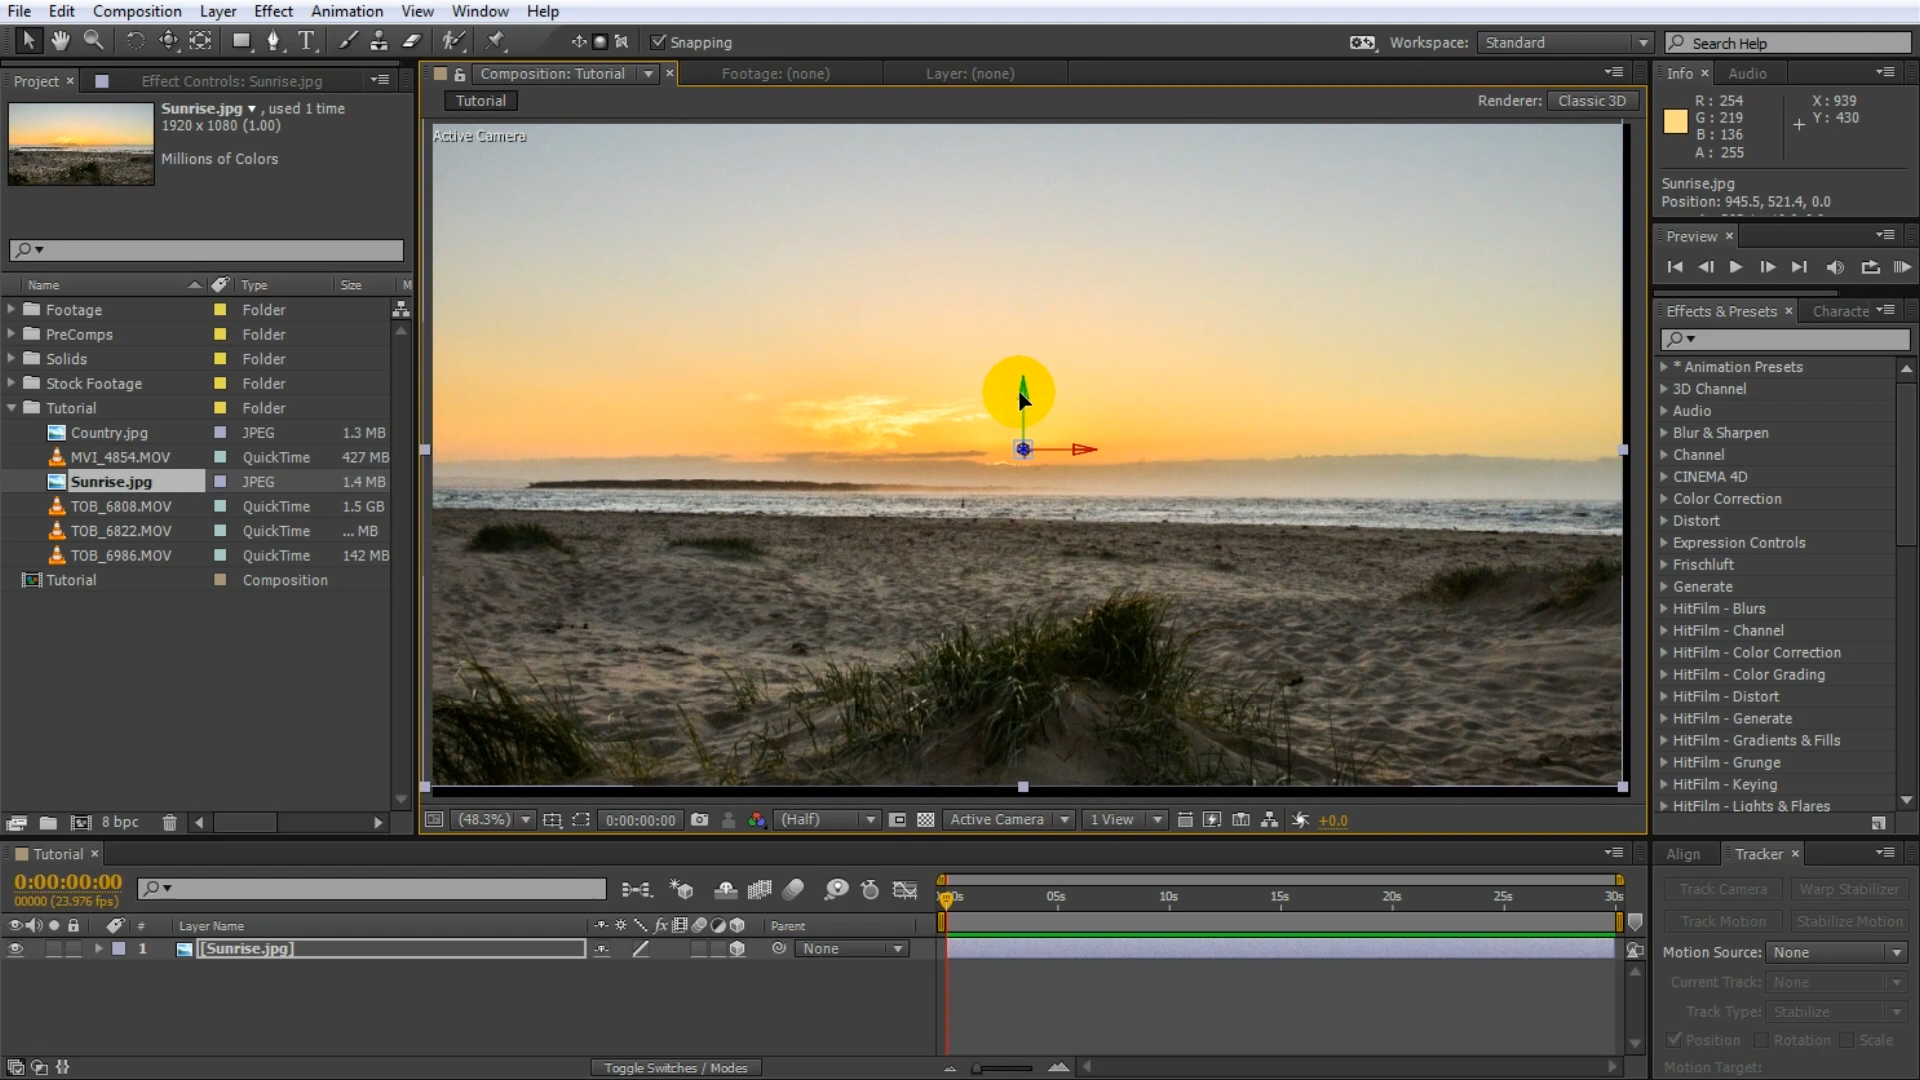 File Edit Composition Layer Effect Animation View Window Help
Snapping
Workspace: Standard
Search Help
Project
Effect Controls: Sunrise.jpg
Sunrise.jpg , used 1 time
1920 x 1080 (1.00)
Millions of Colors
Name Type Size M
Footage Folder
PreComps Folder
Solids Folder
Stock Footage Folder
Tutorial Folder
Country.jpg JPEG 1.3 MB
MVI_4854.MOV QuickTime 427 MB
Sunrise.jpg JPEG 1.4 MB
TOB_6808.MOV QuickTime 1.5 GB
TOB_6822.MOV QuickTime ... MB
TOB_6986.MOV QuickTime 142 MB
Tutorial Composition
8 bpc
Composition: Tutorial
Footage: (none)
Layer: (none)
Tutorial
Renderer: Classic 3D
Active Camera
(48.3%) 0:00:00:00 (Half) Active Camera 1 View +0.0
Info Audio
R : 254 X : 939
G : 219 Y : 430
B : 136
A : 255
Sunrise.jpg
Position: 945.5, 521.4, 0.0
Preview
Effects & Presets Characte
* Animation Presets
3D Channel
Audio
Blur & Sharpen
Channel
CINEMA 4D
Color Correction
Distort
Expression Controls
Frischluft
Generate
HitFilm - Blurs
HitFilm - Channel
HitFilm - Color Correction
HitFilm - Color Grading
HitFilm - Distort
HitFilm - Generate
HitFilm - Gradients & Fills
HitFilm - Grunge
HitFilm - Keying
HitFilm - Lights & Flares
Tutorial
0:00:00:00
00000 (23.976 fps)
# Layer Name fx Parent
1 [Sunrise.jpg] None
05s 10s 15s 20s 25s 30s
Toggle Switches / Modes
Align Tracker
Track Camera Warp Stabilizer
Track Motion Stabilize Motion
Motion Source: None
Current Track: None
Track Type: Stabilize
Position Rotation Scale
Motion Target: